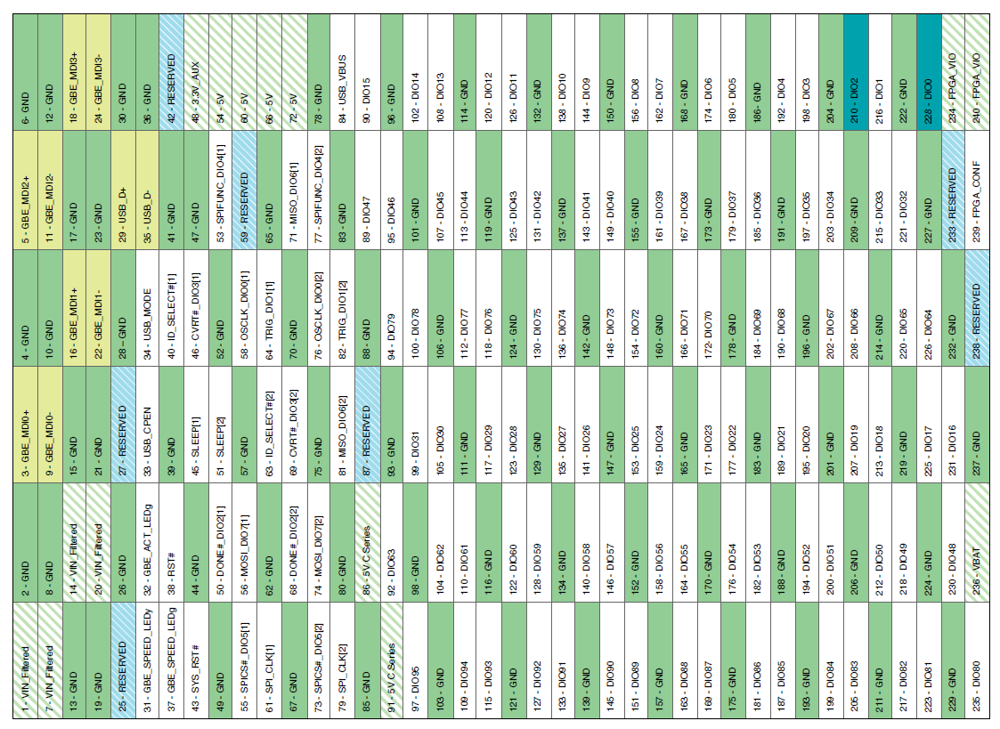 1 - VIN_Filtered 2 - GND 3 - GBE_MDI0+ 4 - GND 5 - GBE_MDI2+ 6- GND
7 - VIN_Filtered 8 - GND 9 - GBE_MDI0- 10 - GND 11 - GBE_MDI2- 12 - GND
13 - GND 14 - VIN_Filtered 15 - GND 16 - GBE_MDI1+ 17 - GND 18 - GBE_MDI3+
19 - GND 20 - VIN_Filtered 21 - GND 22 - GBE_MDI1- 23 - GND 24 - GBE_MDI3-
25 - RESERVED 26 - GND 27 - RESERVED 28 – GND 29 - USB_D+ 30 - GND
31 - GBE_SPEED_LEDy 32 - GBE_ACT_LEDg 33 - USB_CPEN 34 - USB_MODE 35 - USB_D- 36 - GND
37 - GBE_SPEED_LEDg 38 - RST# 39 - GND 40 - ID_SELECT#[1] 41 - GND 42 - RESERVED
43 - SYS_RST# 44 - GND 45 - SLEEP[1] 46 - CVRT#_DIO3[1] 47 - GND 48 - 3.3V_AUX
49 - GND 50 - DONE#_DIO2[1] 51 - SLEEP[2] 52 - GND 53 - SPIFUNC_DIO4[1] 54 - 5V
55 - SPICS#_DIO5[1] 56 - MOSI_DIO7[1] 57 - GND 58 - OSCLK_DIO0[1] 59 - RESERVED 60 - 5V
61 - SPI_CLK[1] 62 - GND 63 - ID_SELECT#[2] 64 - TRIG_DIO1[1] 65 - GND 66 - 5V
67 - GND 68 - DONE#_DIO2[2] 69 - CVRT#_DIO3[2] 70 - GND 71 - MISO_DIO6[1] 72 - 5V
73 - SPICS#_DIO5[2] 74 - MOSI_DIO7[2] 75 - GND 76 - OSCLK_DIO0[2] 77 - SPIFUNC_DIO4[2] 78 - GND
79 - SPI_CLK[2] 80 - GND 81 - MISO_DIO6[2] 82 - TRIG_DIO1[2] 83 - GND 84 - USB_VBUS
85 - GND 86 - 5V C.Series 87 - RESERVED 88 - GND 89 - DIO47 90 - DIO15
91 - 5V C.Series 92 - DIO63 93 - GND 94 - DIO79 95 - DIO46 96 - GND
97 - DIO95 98 - GND 99 - DIO31 100 - DIO78 101 - GND 102 - DIO14
103 - GND 104 - DIO62 105 - DIO30 106 - GND 107 - DIO45 108 - DIO13
109 - DIO94 110 - DIO61 111 - GND 112 - DIO77 113 - DIO44 114 - GND
115 - DIO93 116 - GND 117 - DIO29 118 - DIO76 119 - GND 120 - DIO12
121 - GND 122 - DIO60 123 - DIO28 124 - GND 125 - DIO43 126 - DIO11
127 - DIO92 128 - DIO59 129 - GND 130 - DIO75 131 - DIO42 132 - GND
133 - DIO91 134 - GND 135 - DIO27 136 - DIO74 137 - GND 138 - DIO10
139 - GND 140 - DIO58 141 - DIO26 142 - GND 143 - DIO41 144 - DIO9
145 - DIO90 146 - DIO57 147 - GND 148 - DIO73 149 - DIO40 150 - GND
151 - DIO89 152 - GND 153 - DIO25 154 - DIO72 155 - GND 156 - DIO8
157 - GND 158 - DIO56 159 - DIO24 160 - GND 161 - DIO39 162 - DIO7
163 - DIO88 164 - DIO55 165 - GND 166 - DIO71 167 - DIO38 168 - GND
169 - DIO87 170 - GND 171 - DIO23 172- DIO70 173 - GND 174 - DIO6
175 - GND 176 - DIO54 177 - DIO22 178 - GND 179 - DIO37 180 - DIO5
181 - DIO86 182 - DIO53 183 - GND 184 - DIO69 185 - DIO36 186- GND
187 - DIO85 188 - GND 189 - DIO21 190 - DIO68 191 - GND 192 - DIO4
193 - GND 194 - DIO52 195 - DIO20 196 - GND 197 - DIO35 198 - DIO3
199 - DIO84 200 - DIO51 201 - GND 202 - DIO67 203 - DIO34 204 - GND
205 - DIO83 206 - GND 207 - DIO19 208 - DIO66 209 - GND 210 - DIO2
211 - GND 212 - DIO50 213 - DIO18 214 - GND 215 - DIO33 216 - DIO1
217 - DIO82 218 - DIO49 219 - GND 220 - DIO65 221 - DIO32 222 - GND
223 - DIO81 224 - GND 225 - DIO17 226 - DIO64 227 - GND 228 - DIO0
229 - GND 230 - DIO48 231 - DIO16 232 - GND 233 - RESERVED 234 - FPGA_VIO
235 - DIO80 236 - VBAT 237 - GND 238 - RESERVED 239 - FPGA_CONF 240 - FPGA_VIO